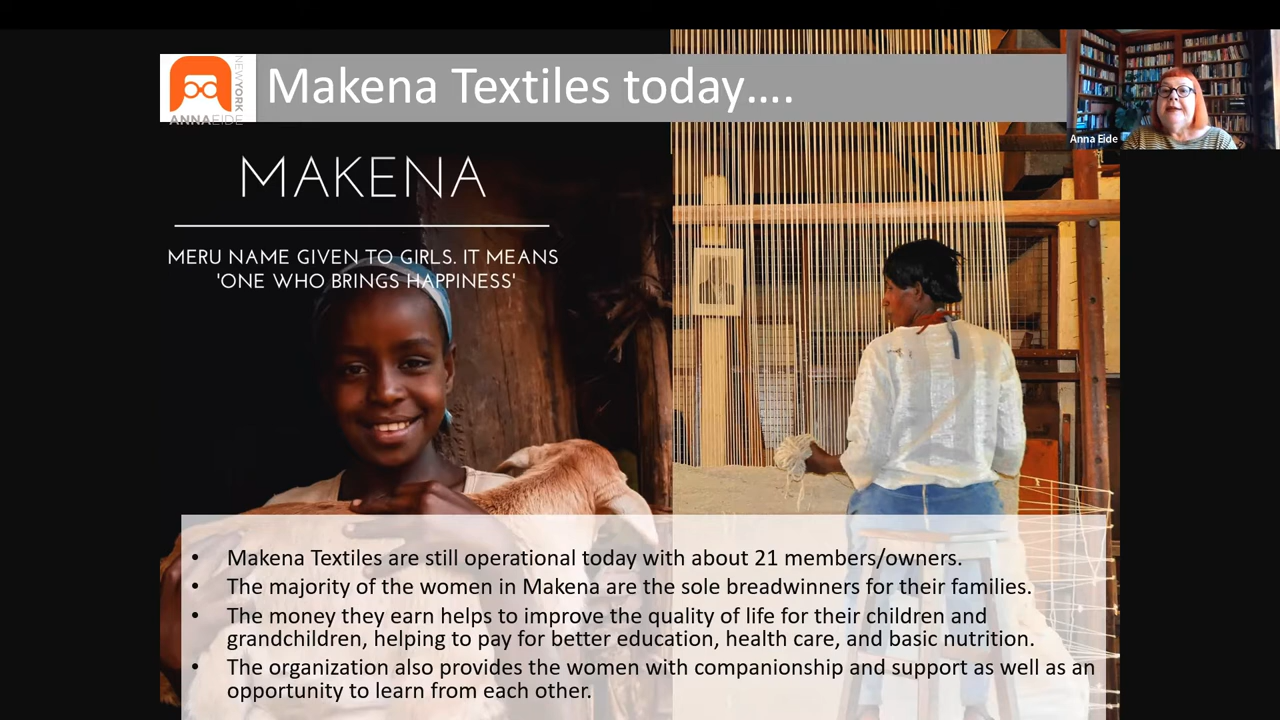 NEWYORK
ANNAEIDE
Makena Textiles today....
Anna Eide
MAKENA
MERU NAME GIVEN TO GIRLS. IT MEANS
'ONE WHO BRINGS HAPPINESS'
• Makena Textiles are still operational today with about 21 members/owners.
• The majority of the women in Makena are the sole breadwinners for their families.
• The money they earn helps to improve the quality of life for their children and
grandchildren, helping to pay for better education, health care, and basic nutrition.
• The organization also provides the women with companionship and support as well as an
opportunity to learn from each other.